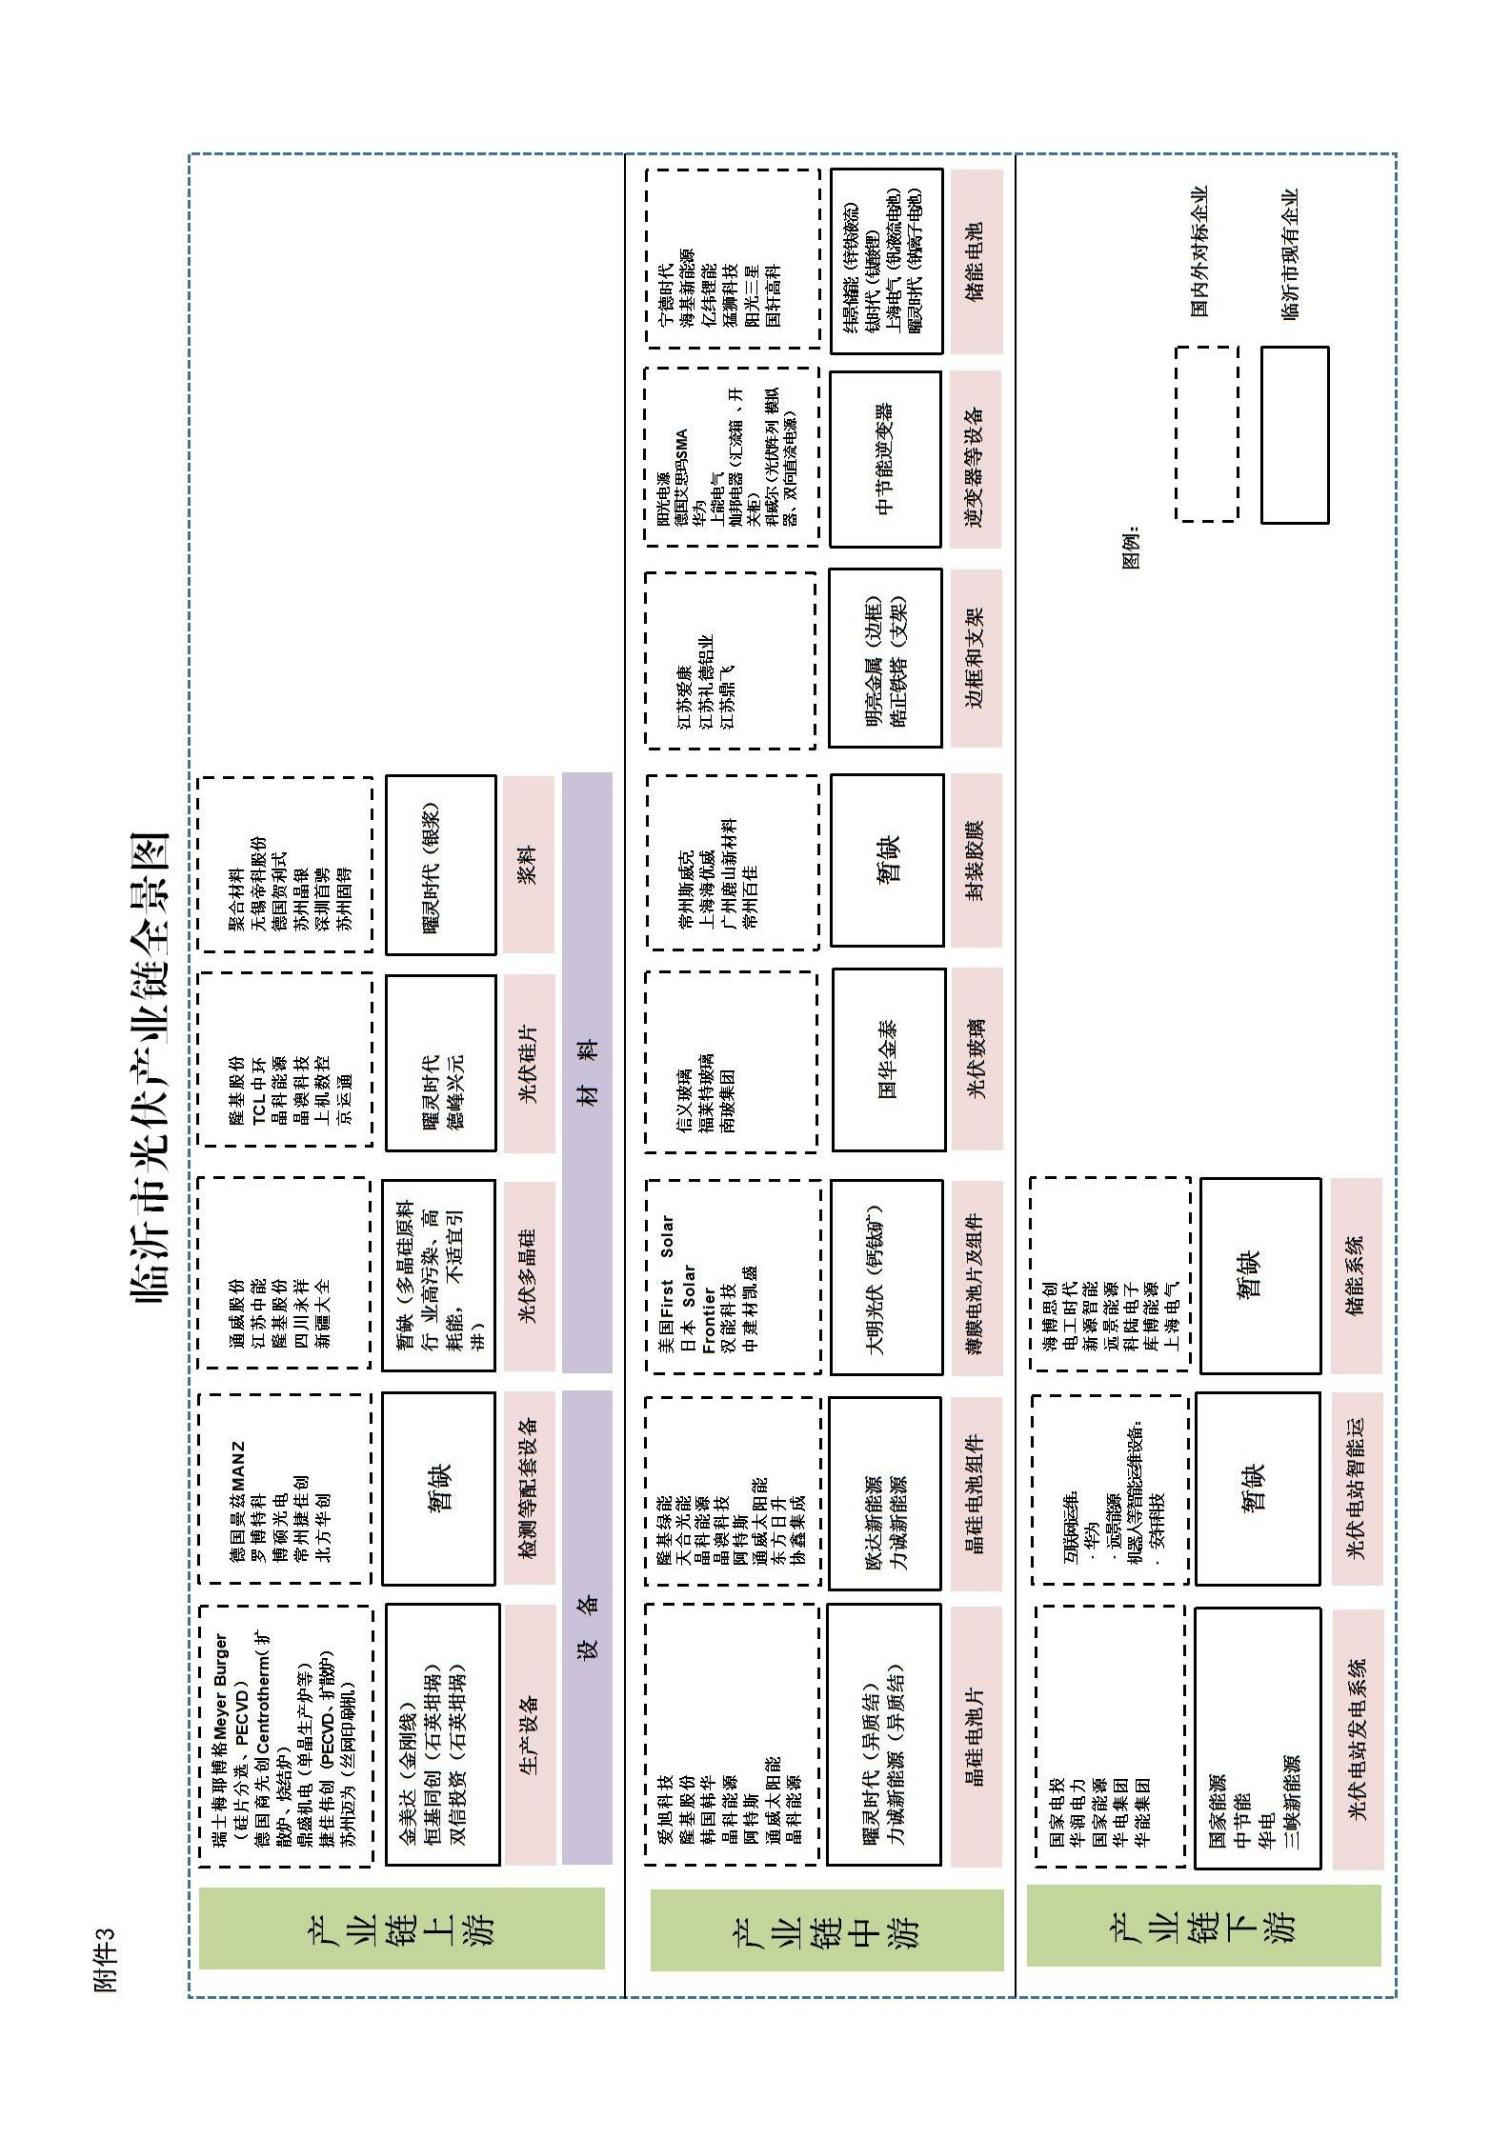 附件3
临沂市光伏产业链全景图
产业链上游
瑞士梅耶博格Meyer Burger
（硅片分选、PECVD）
德国商先创Centrotherm(扩
散炉、烧结炉)
鼎盛机电（单晶生产炉等）
捷佳伟创（PECVD、扩散炉）
苏州迈为（丝网印刷机）
金美达（金刚线）
恒基同创（石英坩埚）
双信投资（石英坩埚）
生产设备
德国曼兹MANZ
罗博特科
博硕光电
常州捷佳创
北方华创
暂缺
检测等配套设备
设 备
通威股份
江苏中能
隆基股份
四川永祥
新疆大全
暂缺（多晶硅原料
行 业高污染、高
耗能，不适宜引
进）
光伏多晶硅
隆基股份
TCL中环
晶科能源
晶澳科技
上机数控
京运通
曜灵时代
德峰兴元
光伏硅片
聚合材料
无锡帝科股份
德国贺利式
苏州晶银
深圳首骋
苏州固得
曜灵时代（银浆）
浆料
材 料
产业链中游
爱旭科技
隆基股份
韩国韩华
晶科能源
阿特斯
通威太阳能
晶科能源
曜灵时代（异质结）
力诚新能源（异质结）
晶硅电池片
隆基绿能
天合光能
晶科能源
晶澳科技
阿特斯
通威太阳能
东方日升
协鑫集成
欧达新能源
力诚新能源
晶硅电池组件
美国First Solar
日本 Solar
Frontier
汉能科技
中建材凯盛
大明光伏（钙钛矿）
薄膜电池片及组件
信义玻璃
福莱特玻璃
南玻集团
国华金泰
光伏玻璃
常州斯威克
上海海优威
广州鹿山新材料
常州百佳
暂缺
封装胶膜
江苏爱康
江苏礼德铝业
江苏鼎飞
明亮金属（边框）
皓正铁塔（支架）
边框和支架
阳光电源
德国艾思玛SMA
华为
上能电气
灿邦电器（汇流箱、开
关柜）
科威尔（光伏阵列 模拟
器、双向直流电源）
中节能逆变器
逆变器等设备
宁德时代
海基新能源
亿纬锂能
猛狮科技
阳光三星
国轩高科
纬景储能（锌铁液流）
钛时代（钛酸锂）
上海电气（钒液流电池）
曜灵时代（钠离子电池）
储能电池
产业链下游
国家电投
华润电力
国家能源
华电集团
华能集团
国家能源
中节能
华电
三峡新能源
光伏电站发电系统
互联网运维：
·华为
·远景能源
机器人等智能运维设备：
·安轩科技
暂缺
光伏电站智能运
海博思创
电工时代
新源智能
远景能源
科陆电子
库博能源
上海电气
暂缺
储能系统
图例：
国内外对标企业
临沂市现有企业